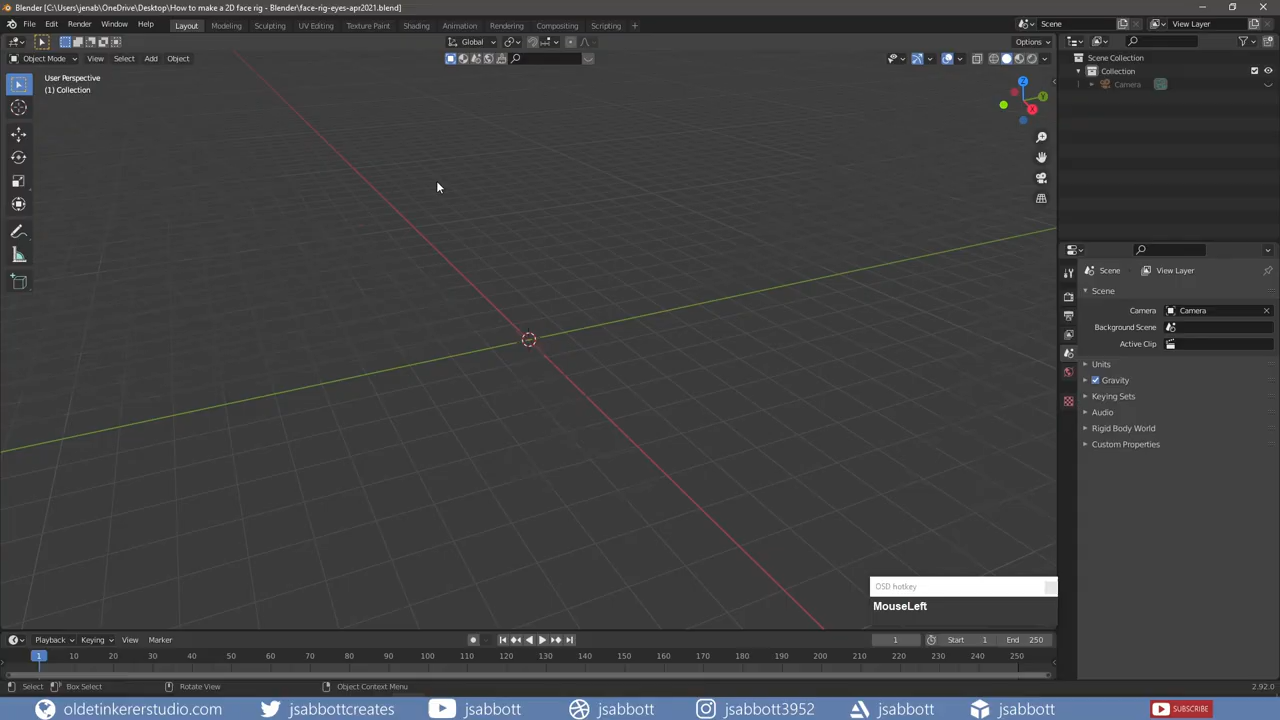 Blender [C:\Users\jenab\OneDrive\Desktop\How to make a 2D face rig - Blender\face-rig-eyes-apr2021.blend]
File Edit Render Window Help Layout Modeling Sculpting UV Editing Texture Paint Shading Animation Rendering Compositing Scripting + Scene View Layer
Global Options
Object Mode View Select Add Object
User Perspective
(1) Collection
Z
Y
X
Scene Collection
Collection
Camera
Scene View Layer
Scene
Camera Camera
Background Scene
Active Clip
Units
Gravity
Keying Sets
Audio
Rigid Body World
Custom Properties
OSD hotkey
MouseLeft
Playback Keying View Marker 1 Start 1 End 250
1 10 20 30 40 50 60 70 80 90 100 110 120 130 140 150 160 170 180 190 200 210 220 230 240 250
Select Box Select Rotate View Object Context Menu 2.92.0
oldetinkererstudio.com jsabbottcreates jsabbott jsabbott jsabbott3952 jsabbott jsabbott SUBSCRIBE